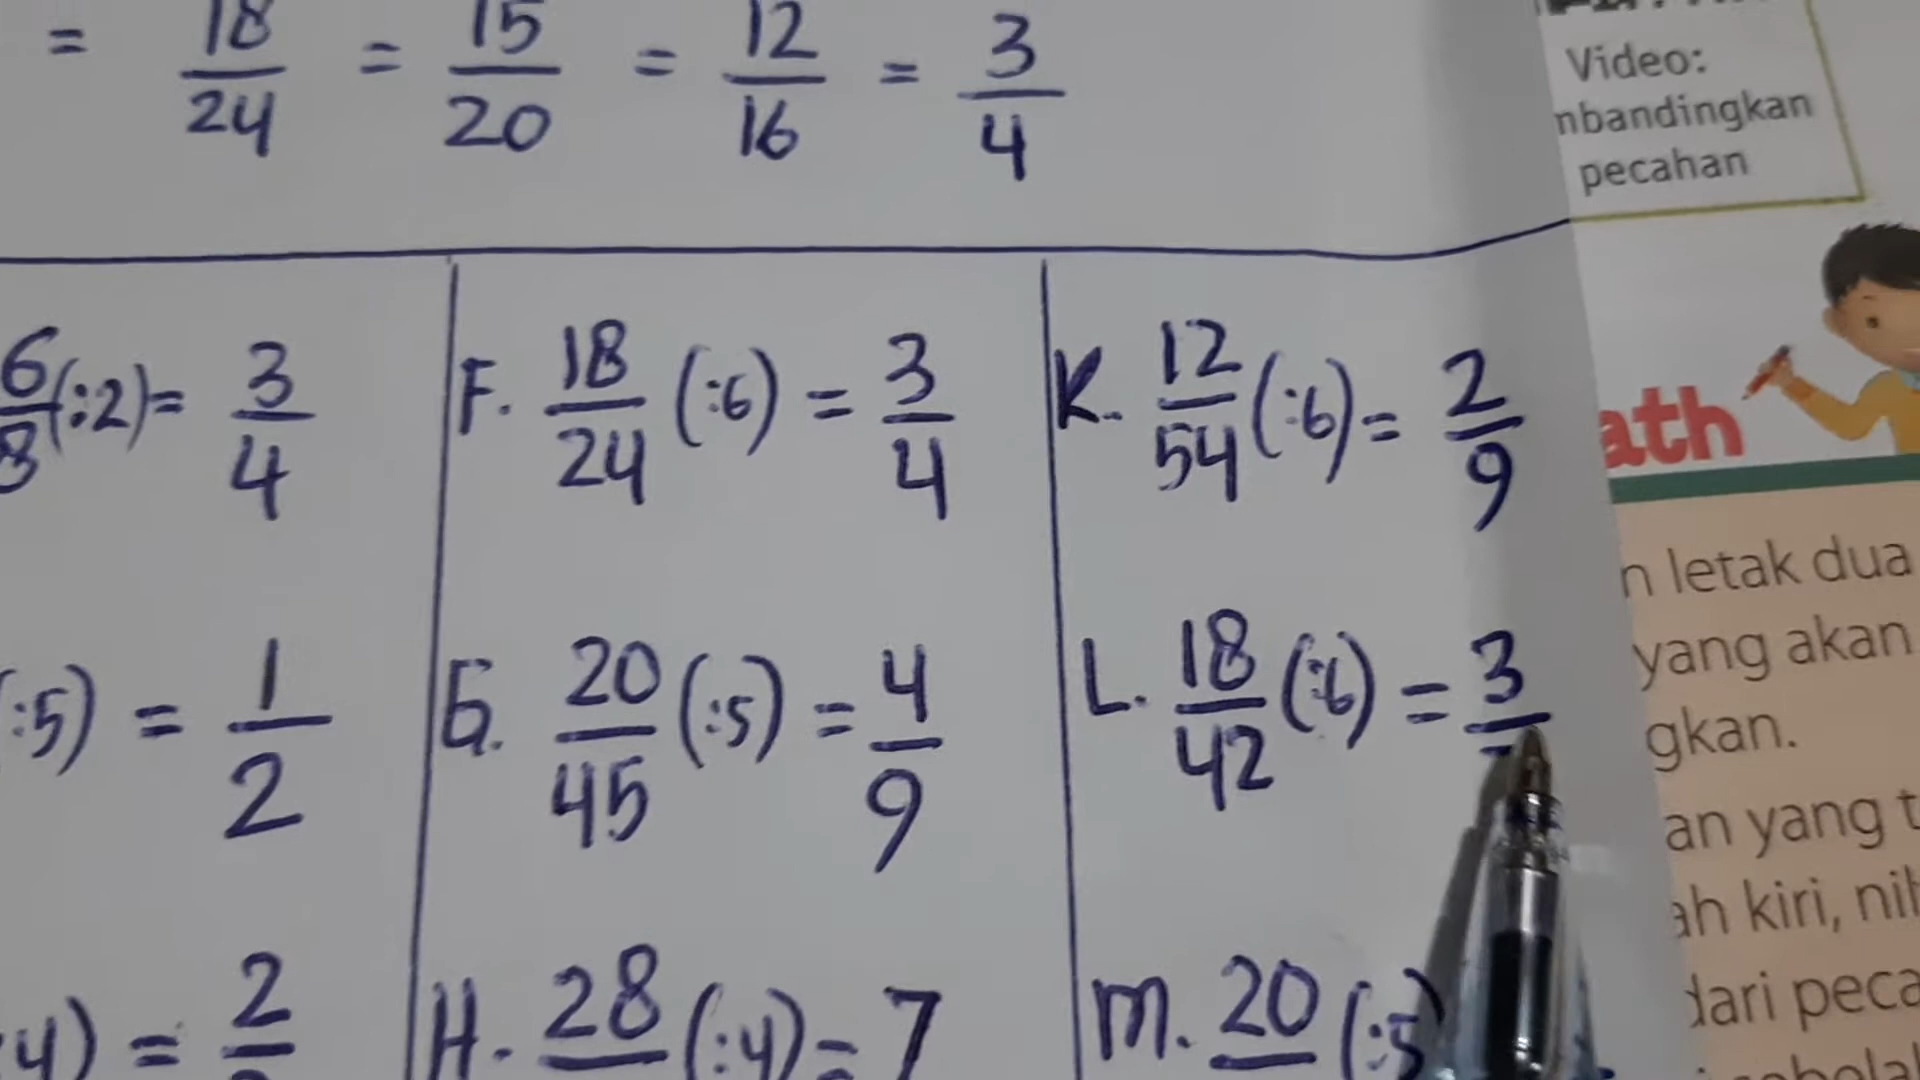 = 18/24 = 15/20 = 12/16 = 3/4
6/8 (:2) = 3/4
F. 18/24 (:6) = 3/4
K. 12/54 (:6) = 2/9
(:5) = 1/2
G. 20/45 (:5) = 4/9
L. 18/42 (:6) = 3/
4) = 2
H. 28 (:4) = 7
M. 20 (:5)
Video:
mbandingkan
pecahan
ath
n letak dua
yang akan
gkan.
an yang t
ah kiri, nil
dari peca